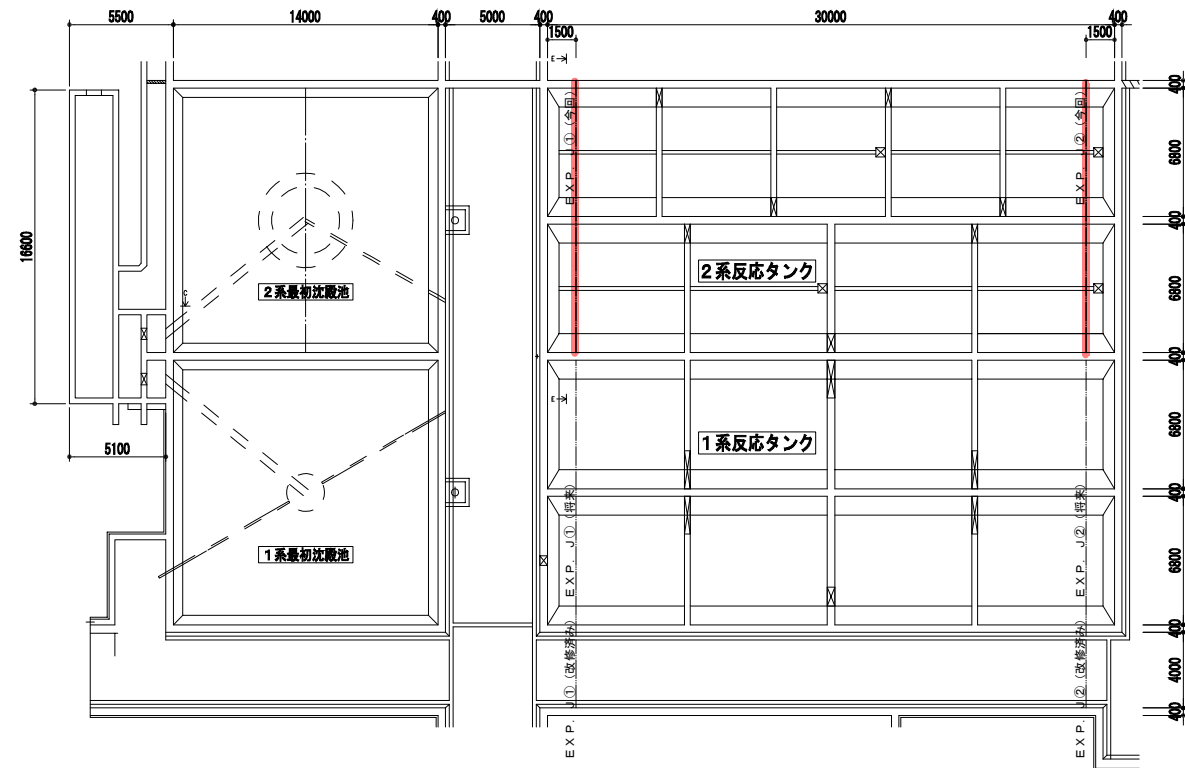 5500
14000
400
5000
400
30000
400
1500
1500
E
400
EXP. J① (今回)
EXP. J② (今回)
6800
16600
400
2系反応タンク
C
2系最初沈殿池
6800
400
E
6800
1系反応タンク
5100
400
EXP. J① (将来)
EXP. J② (将来)
1系最初沈殿池
6800
400
EXP. J① (改修済み)
EXP. J② (改修済み)
4000
400